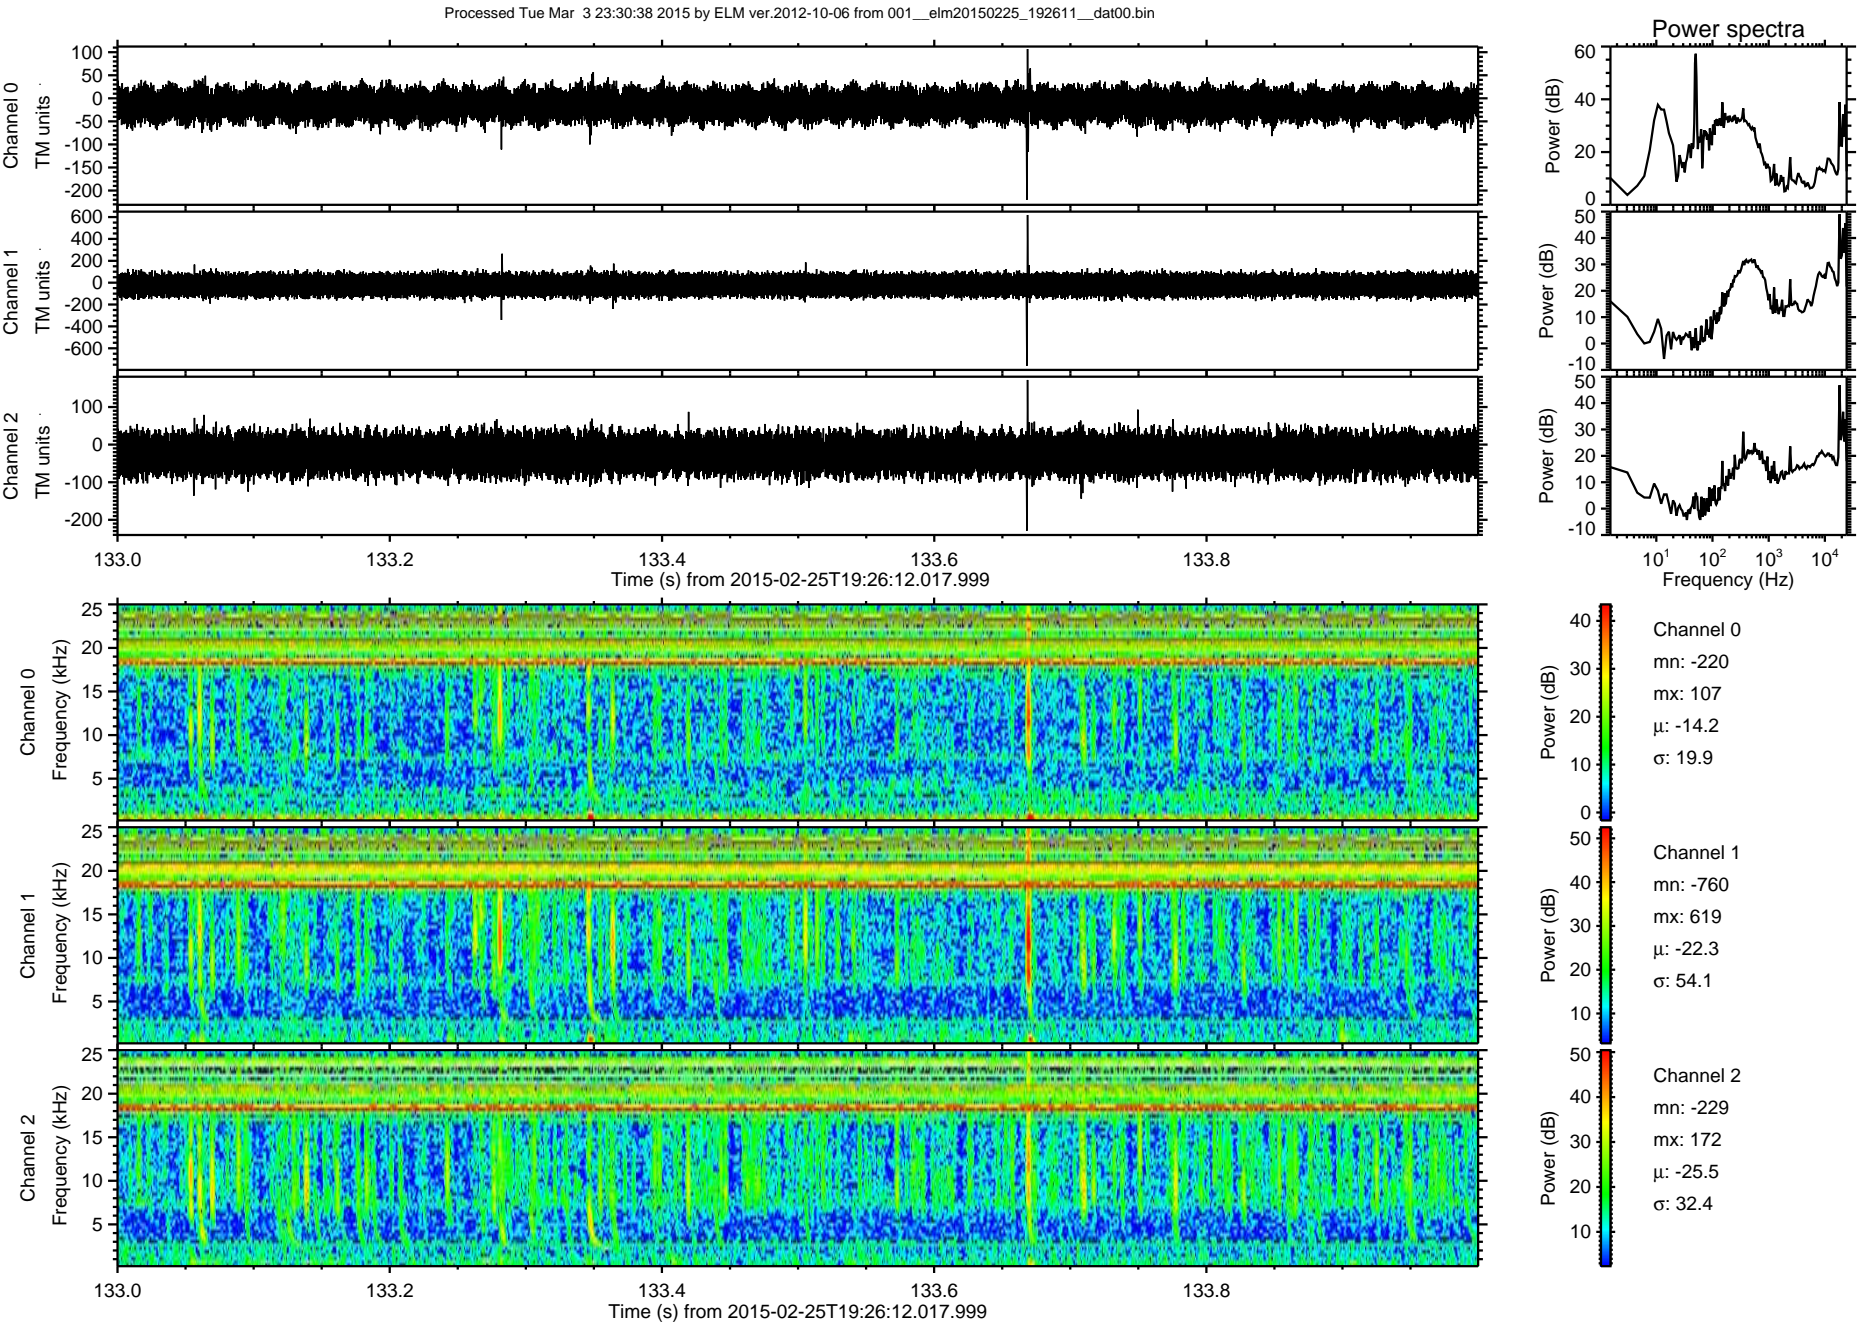 Processed Tue Mar  3 23:30:38 2015 by ELM ver.2012-10-06 from 001__elm20150225_192611__dat00.bin
Power spectra
Channel 0
TM units
100
50
0
-50
-100
-150
-200
Power (dB)
60
40
20
0
Channel 1
TM units
600
400
200
0
-200
-400
-600
Power (dB)
50
40
30
20
10
0
-10
Channel 2
TM units
100
0
-100
-200
Power (dB)
50
40
30
20
10
0
-10
133.0 133.2 133.4 133.6 133.8
Time (s) from 2015-02-25T19:26:12.017.999
10^1 10^2 10^3 10^4
Frequency (Hz)
Channel 0
Frequency (kHz)
25
20
15
10
5
Power (dB)
40
30
20
10
0
Channel 0
mn: -220
mx: 107
μ: -14.2
σ: 19.9
Channel 1
Frequency (kHz)
25
20
15
10
5
Power (dB)
50
40
30
20
10
Channel 1
mn: -760
mx: 619
μ: -22.3
σ: 54.1
Channel 2
Frequency (kHz)
25
20
15
10
5
Power (dB)
50
40
30
20
10
Channel 2
mn: -229
mx: 172
μ: -25.5
σ: 32.4
133.0 133.2 133.4 133.6 133.8
Time (s) from 2015-02-25T19:26:12.017.999